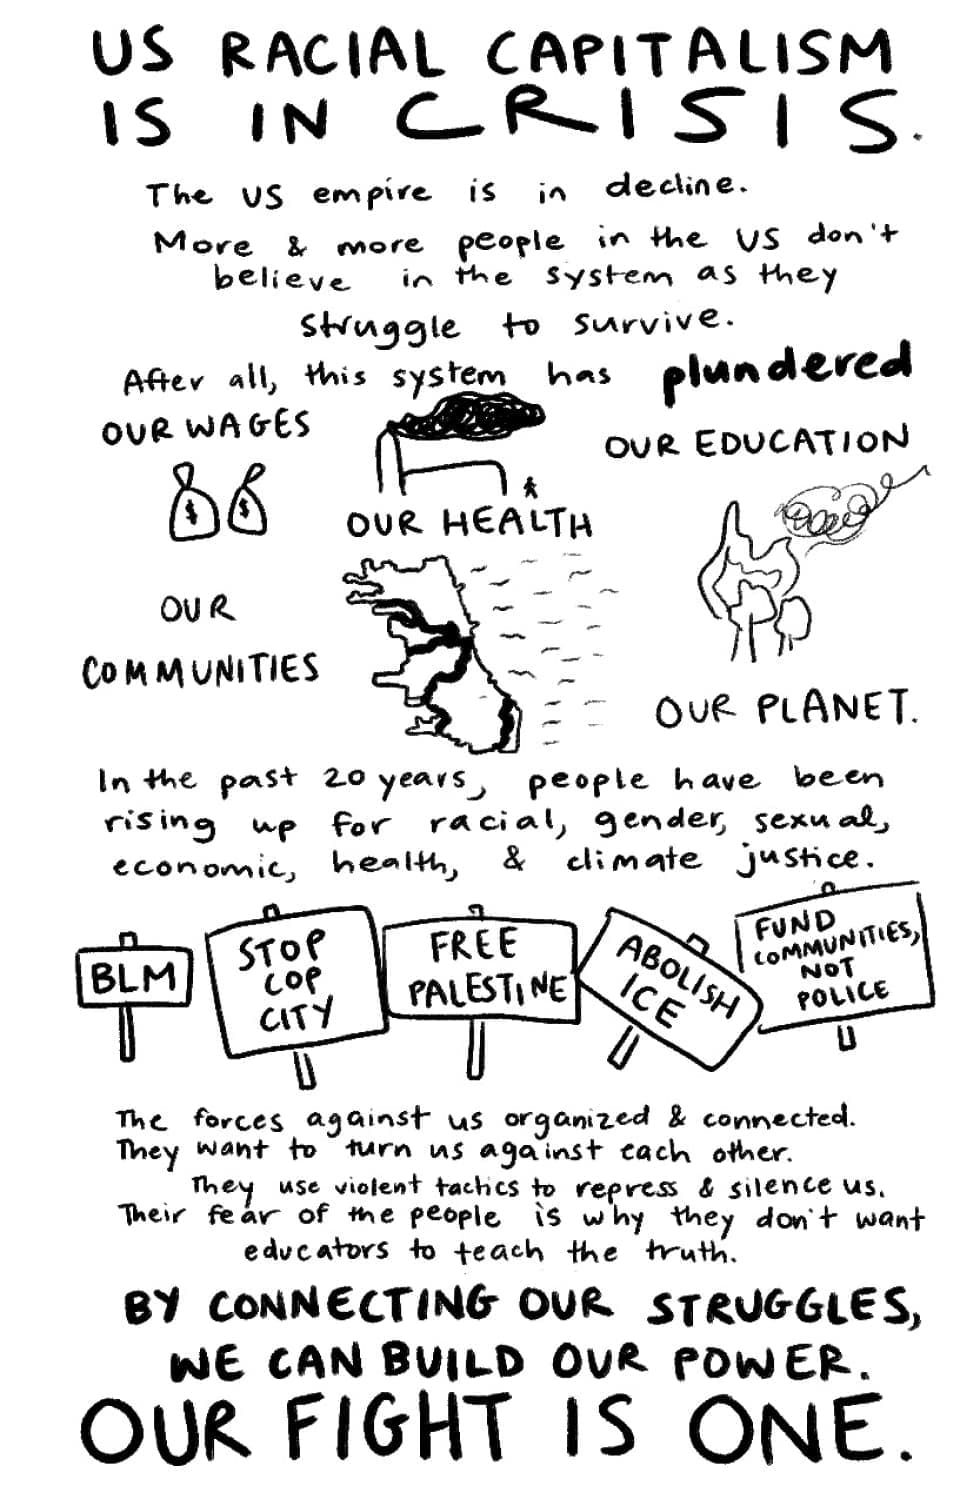 US RACIAL CAPITALISM
IS IN CRISIS.
The US empire is in decline.
More & more people in the US don't
believe in the system as they
struggle to survive.
After all, this system has plundered
OUR WAGES
OUR EDUCATION
$ $
OUR HEALTH
OUR
COMMUNITIES
OUR PLANET.
In the past 20 years, people have been
rising up for racial, gender, sexual,
economic, health, & climate justice.
BLM
STOP
COP
CITY
FREE
PALESTINE
ABOLISH
ICE
FUND
COMMUNITIES,
NOT
POLICE
The forces against us organized & connected.
They want to turn us against each other.
They use violent tactics to repress & silence us.
Their fear of the people is why they don't want
educators to teach the truth.
BY CONNECTING OUR STRUGGLES,
WE CAN BUILD OUR POWER.
OUR FIGHT IS ONE.